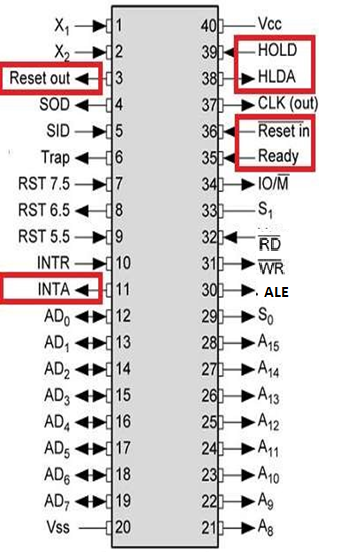 X₁ 1 40 Vcc
X₂ 2 39 HOLD
Reset out 3 38 HLDA
SOD 4 37 CLK (out)
SID 5 36 Reset in
Trap 6 35 Ready
RST 7.5 7 34 IO/M̅
RST 6.5 8 33 S₁
RST 5.5 9 32 R̅D̅
INTR 10 31 W̅R̅
INTA 11 30 ALE
AD₀ 12 29 S₀
AD₁ 13 28 A₁₅
AD₂ 14 27 A₁₄
AD₃ 15 26 A₁₃
AD₄ 16 25 A₁₂
AD₅ 17 24 A₁₁
AD₆ 18 23 A₁₀
AD₇ 19 22 A₉
Vss 20 21 A₈